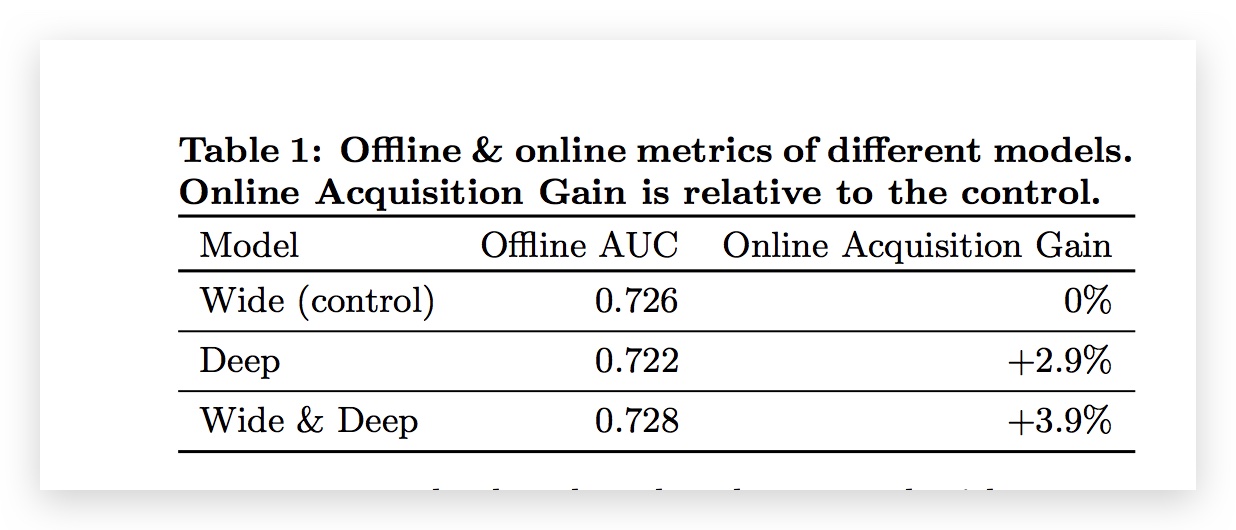 Table 1: Offline & online metrics of different models.
Online Acquisition Gain is relative to the control.
Model Offline AUC Online Acquisition Gain
Wide (control) 0.726 0%
Deep 0.722 +2.9%
Wide & Deep 0.728 +3.9%